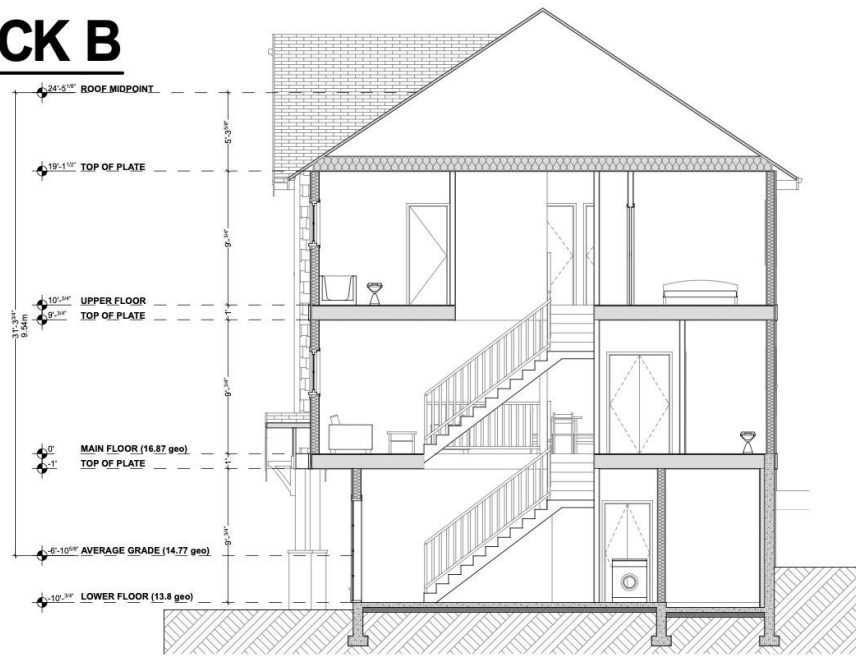 CK B
24'-5 1/8" ROOF MIDPOINT
5'-3 5/8"
19'-1 1/2" TOP OF PLATE
9'-3/4"
10'-3/4" UPPER FLOOR
1'
9'-3/4" TOP OF PLATE
31'-3 3/4"
9.54m
9'-3/4"
0' MAIN FLOOR (16.87 geo)
1'
-1' TOP OF PLATE
9'-3/4"
-6'-10 5/8" AVERAGE GRADE (14.77 geo)
-10'-3/4" LOWER FLOOR (13.8 geo)